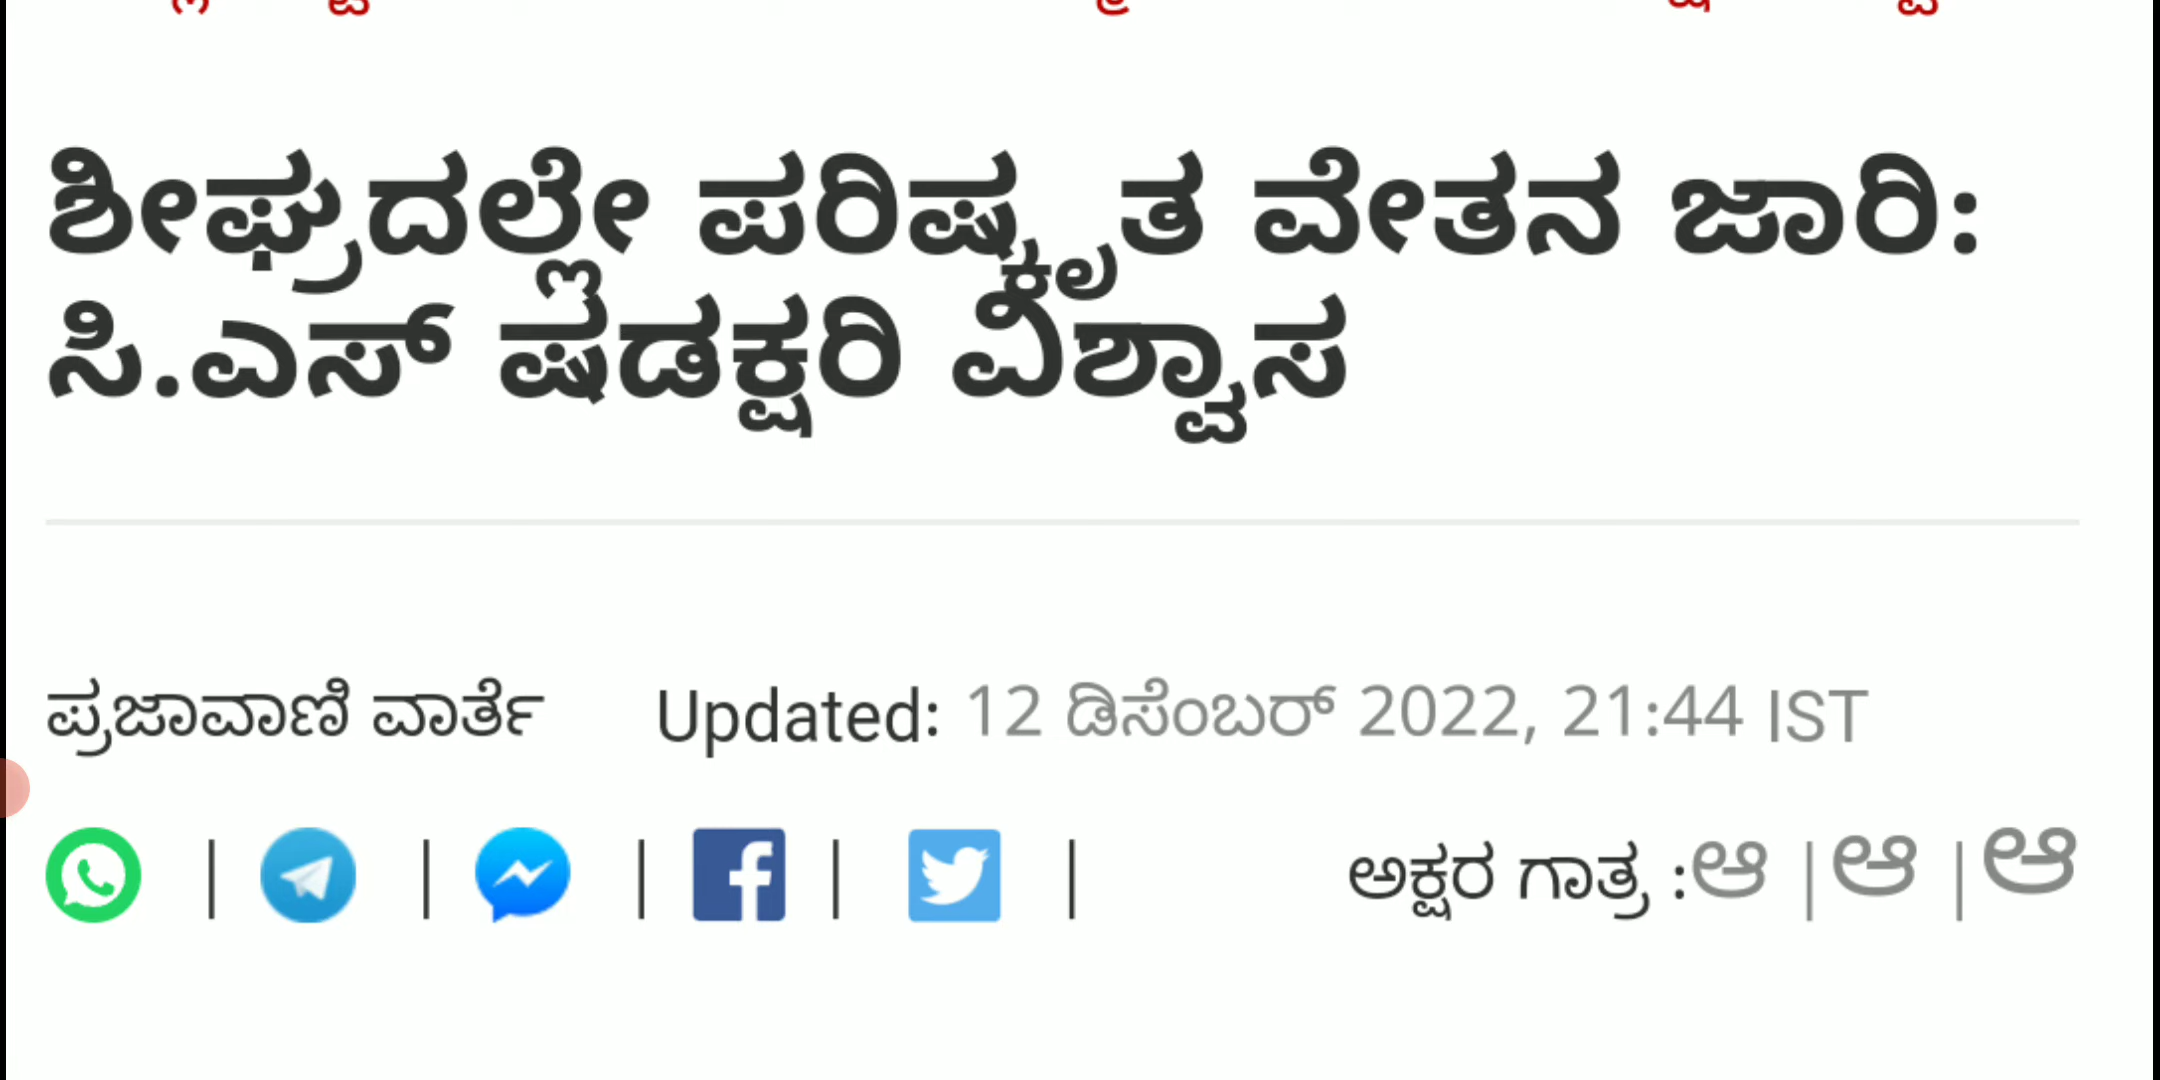 ಶೀಘ್ರದಲ್ಲೇ ಪರಿಷ್ಕೃತ ವೇತನ ಜಾರಿ:
ಸಿ.ಎಸ್ ಷಡಕ್ಷರಿ ವಿಶ್ವಾಸ
ಪ್ರಜಾವಾಣಿ ವಾರ್ತೆ Updated: 12 ಡಿಸೆಂಬರ್ 2022, 21:44 IST
| | | | | ಅಕ್ಷರ ಗಾತ್ರ :ಆ |ಆ |ಆ